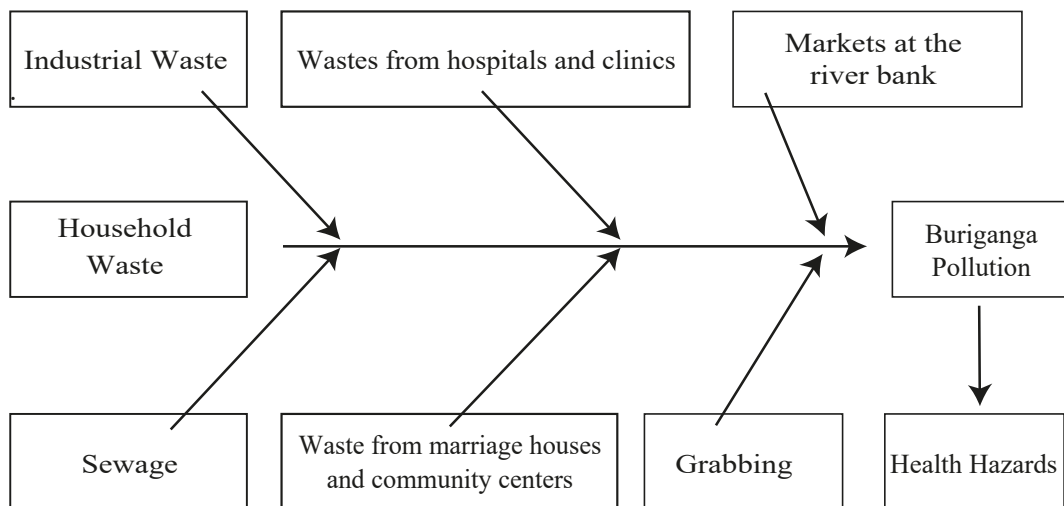 Industrial Waste
Wastes from hospitals and clinics
Markets at the
river bank
Household
Waste
Buriganga
Pollution
Sewage
Waste from marriage houses
and community centers
Grabbing
Health Hazards